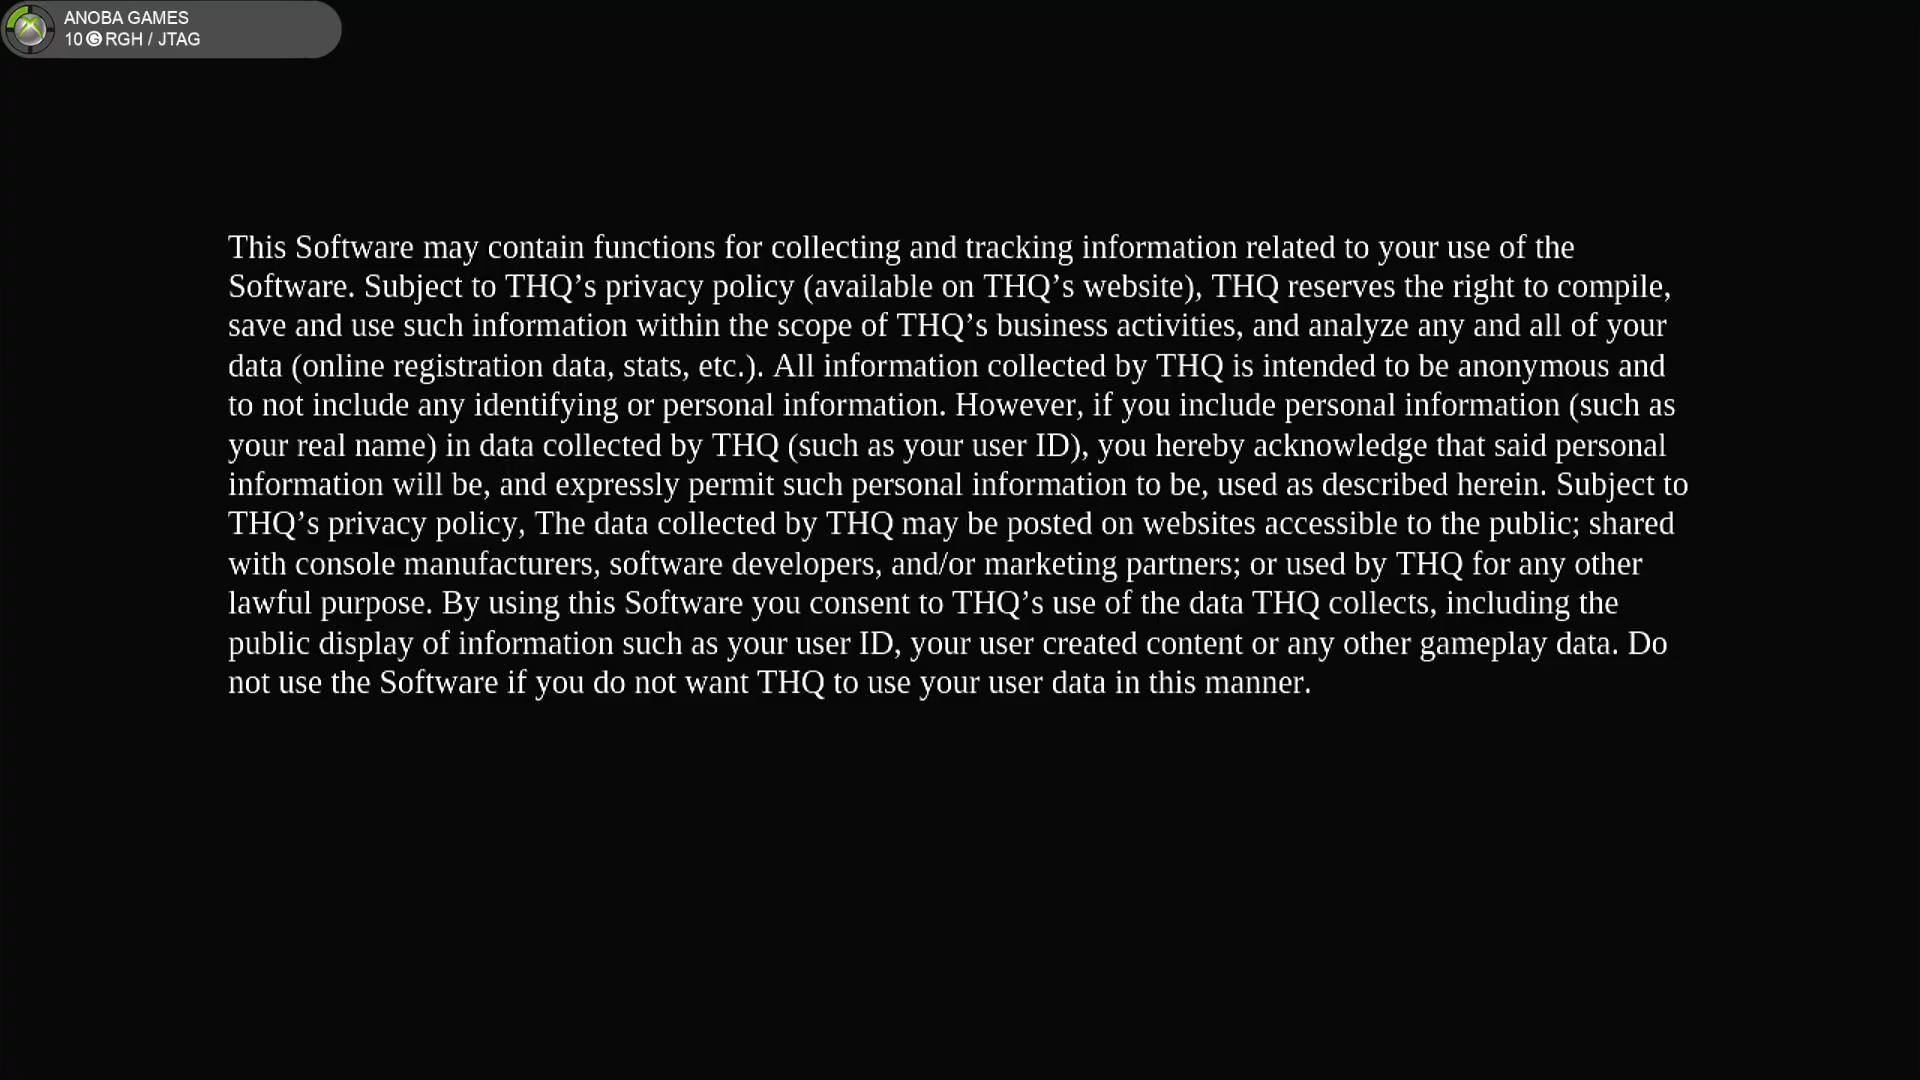 ANOBA GAMES
10 G RGH / JTAG
This Software may contain functions for collecting and tracking information related to your use of the
Software. Subject to THQ’s privacy policy (available on THQ’s website), THQ reserves the right to compile,
save and use such information within the scope of THQ’s business activities, and analyze any and all of your
data (online registration data, stats, etc.). All information collected by THQ is intended to be anonymous and
to not include any identifying or personal information. However, if you include personal information (such as
your real name) in data collected by THQ (such as your user ID), you hereby acknowledge that said personal
information will be, and expressly permit such personal information to be, used as described herein. Subject to
THQ’s privacy policy, The data collected by THQ may be posted on websites accessible to the public; shared
with console manufacturers, software developers, and/or marketing partners; or used by THQ for any other
lawful purpose. By using this Software you consent to THQ’s use of the data THQ collects, including the
public display of information such as your user ID, your user created content or any other gameplay data. Do
not use the Software if you do not want THQ to use your user data in this manner.